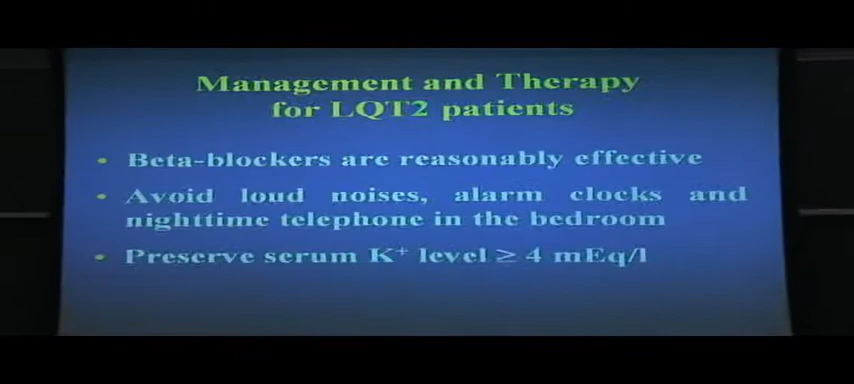 Management and Therapy
for LQT2 patients
• Beta-blockers are reasonably effective
• Avoid loud noises, alarm clocks and
nighttime telephone in the bedroom
• Preserve serum K⁺ level ≥ 4 mEq/l